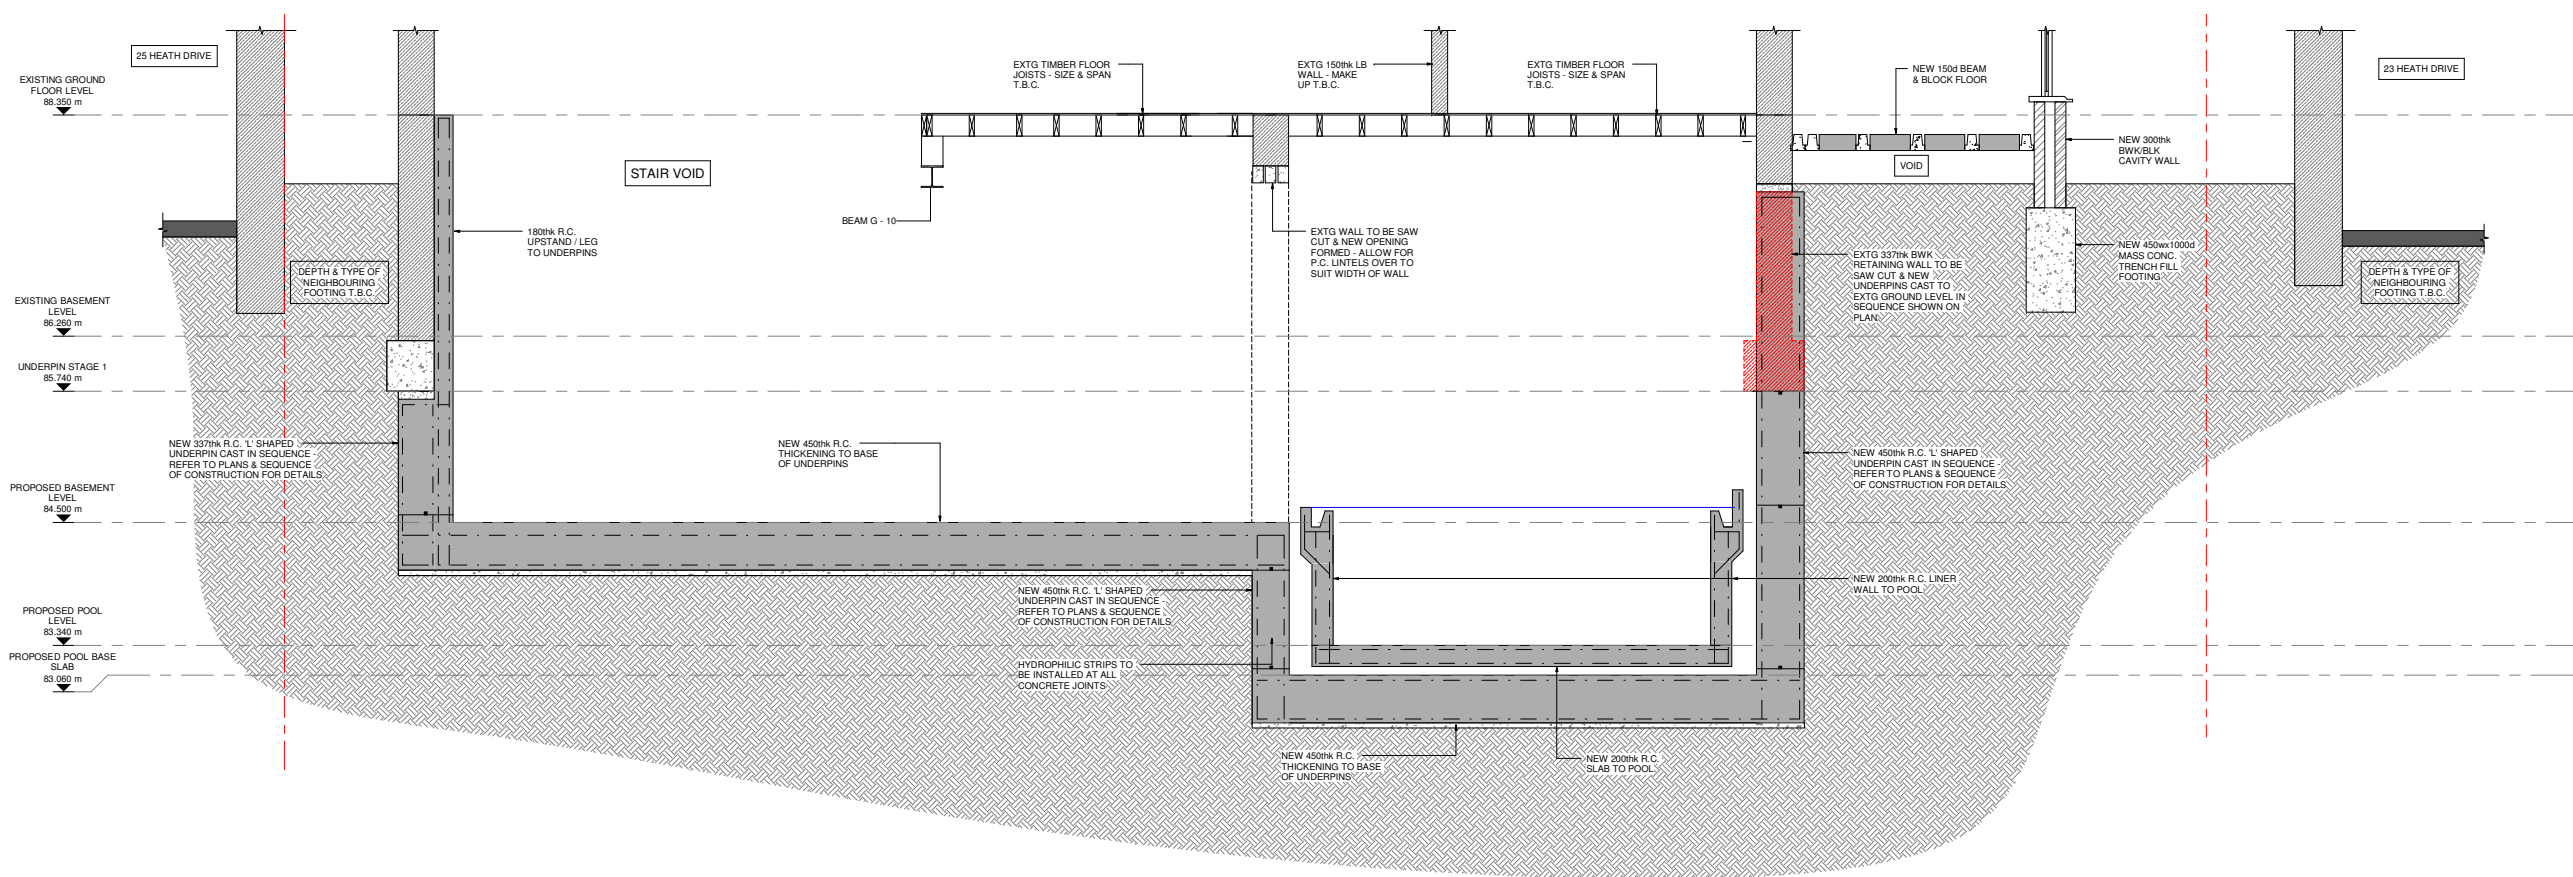 25 HEATH DRIVE
EXISTING GROUND
FLOOR LEVEL
88.350 m
EXTG TIMBER FLOOR
JOISTS - SIZE & SPAN
T.B.C.
EXTG 150thk LB
WALL - MAKE
UP T.B.C.
EXTG TIMBER FLOOR
JOISTS - SIZE & SPAN
T.B.C.
NEW 150d BEAM
& BLOCK FLOOR
23 HEATH DRIVE
STAIR VOID
VOID
NEW 300thk
BWK/BLK
CAVITY WALL
BEAM G - 10
180thk R.C.
UPSTAND / LEG
TO UNDERPINS
EXTG WALL TO BE SAW
CUT & NEW OPENING
FORMED - ALLOW FOR
P.C. LINTELS OVER TO
SUIT WIDTH OF WALL
EXTG 337thk BWK
RETAINING WALL TO BE
SAW CUT & NEW
UNDERPINS CAST TO
EXTG GROUND LEVEL IN
SEQUENCE SHOWN ON
PLAN
NEW 450wx1000d
MASS CONC.
TRENCH FILL
FOOTING
DEPTH & TYPE OF
NEIGHBOURING
FOOTING T.B.C.
DEPTH & TYPE OF
NEIGHBOURING
FOOTING T.B.C.
EXISTING BASEMENT
LEVEL
86.260 m
UNDERPIN STAGE 1
85.740 m
NEW 337thk R.C. 'L' SHAPED
UNDERPIN CAST IN SEQUENCE -
REFER TO PLANS & SEQUENCE
OF CONSTRUCTION FOR DETAILS
NEW 450thk R.C.
THICKENING TO BASE
OF UNDERPINS
NEW 450thk R.C. 'L' SHAPED
UNDERPIN CAST IN SEQUENCE -
REFER TO PLANS & SEQUENCE
OF CONSTRUCTION FOR DETAILS
PROPOSED BASEMENT
LEVEL
84.500 m
NEW 450thk R.C. 'L' SHAPED
UNDERPIN CAST IN SEQUENCE -
REFER TO PLANS & SEQUENCE
OF CONSTRUCTION FOR DETAILS
NEW 200thk R.C. LINER
WALL TO POOL
PROPOSED POOL
LEVEL
83.340 m
PROPOSED POOL BASE
SLAB
83.060 m
HYDROPHILIC STRIPS TO
BE INSTALLED AT ALL
CONCRETE JOINTS
NEW 450thk R.C.
THICKENING TO BASE
OF UNDERPINS
NEW 200thk R.C.
SLAB TO POOL